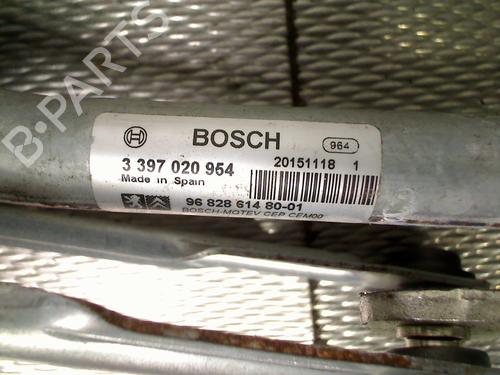 B-PARTS
BOSCH
964
3 397 020 954
20151118 1
Made in Spain
96 828 614 80-01
BOSCH-MOTEV CEP CEM00